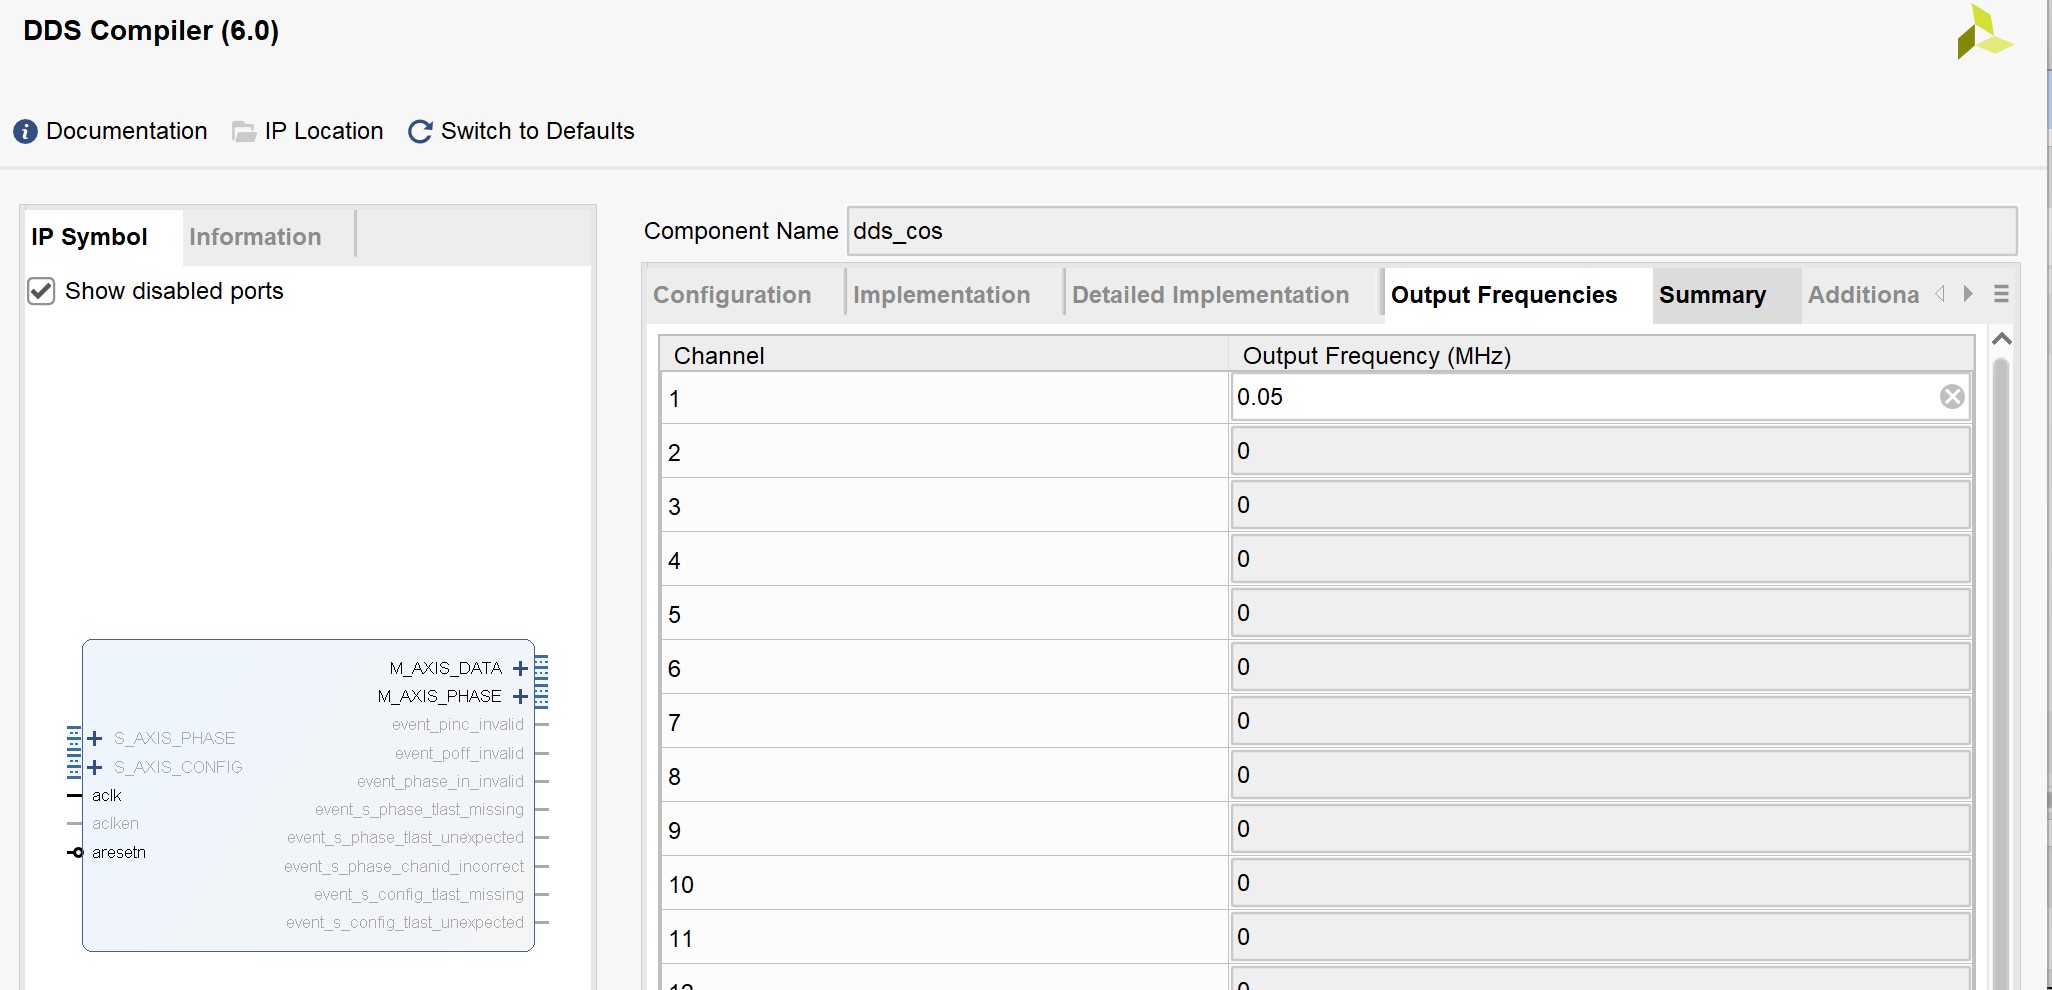 DDS Compiler (6.0)
Documentation IP Location Switch to Defaults
IP Symbol Information
Show disabled ports
M_AXIS_DATA
M_AXIS_PHASE
event_pinc_invalid
event_poff_invalid
event_phase_in_invalid
event_s_phase_tlast_missing
event_s_phase_tlast_unexpected
event_s_phase_chanid_incorrect
event_s_config_tlast_missing
event_s_config_tlast_unexpected
S_AXIS_PHASE
S_AXIS_CONFIG
aclk
aclken
aresetn
Component Name dds_cos
Configuration Implementation Detailed Implementation Output Frequencies Summary Additiona
Channel Output Frequency (MHz)
1 0.05
2 0
3 0
4 0
5 0
6 0
7 0
8 0
9 0
10 0
11 0